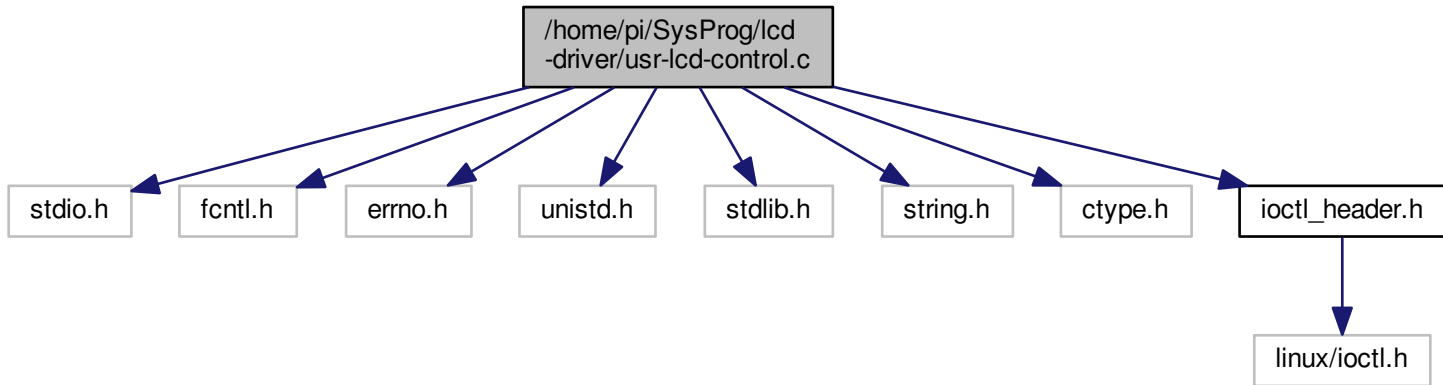 /home/pi/SysProg/lcd
-driver/usr-lcd-control.c
stdio.h
fcntl.h
errno.h
unistd.h
stdlib.h
string.h
ctype.h
ioctl_header.h
linux/ioctl.h